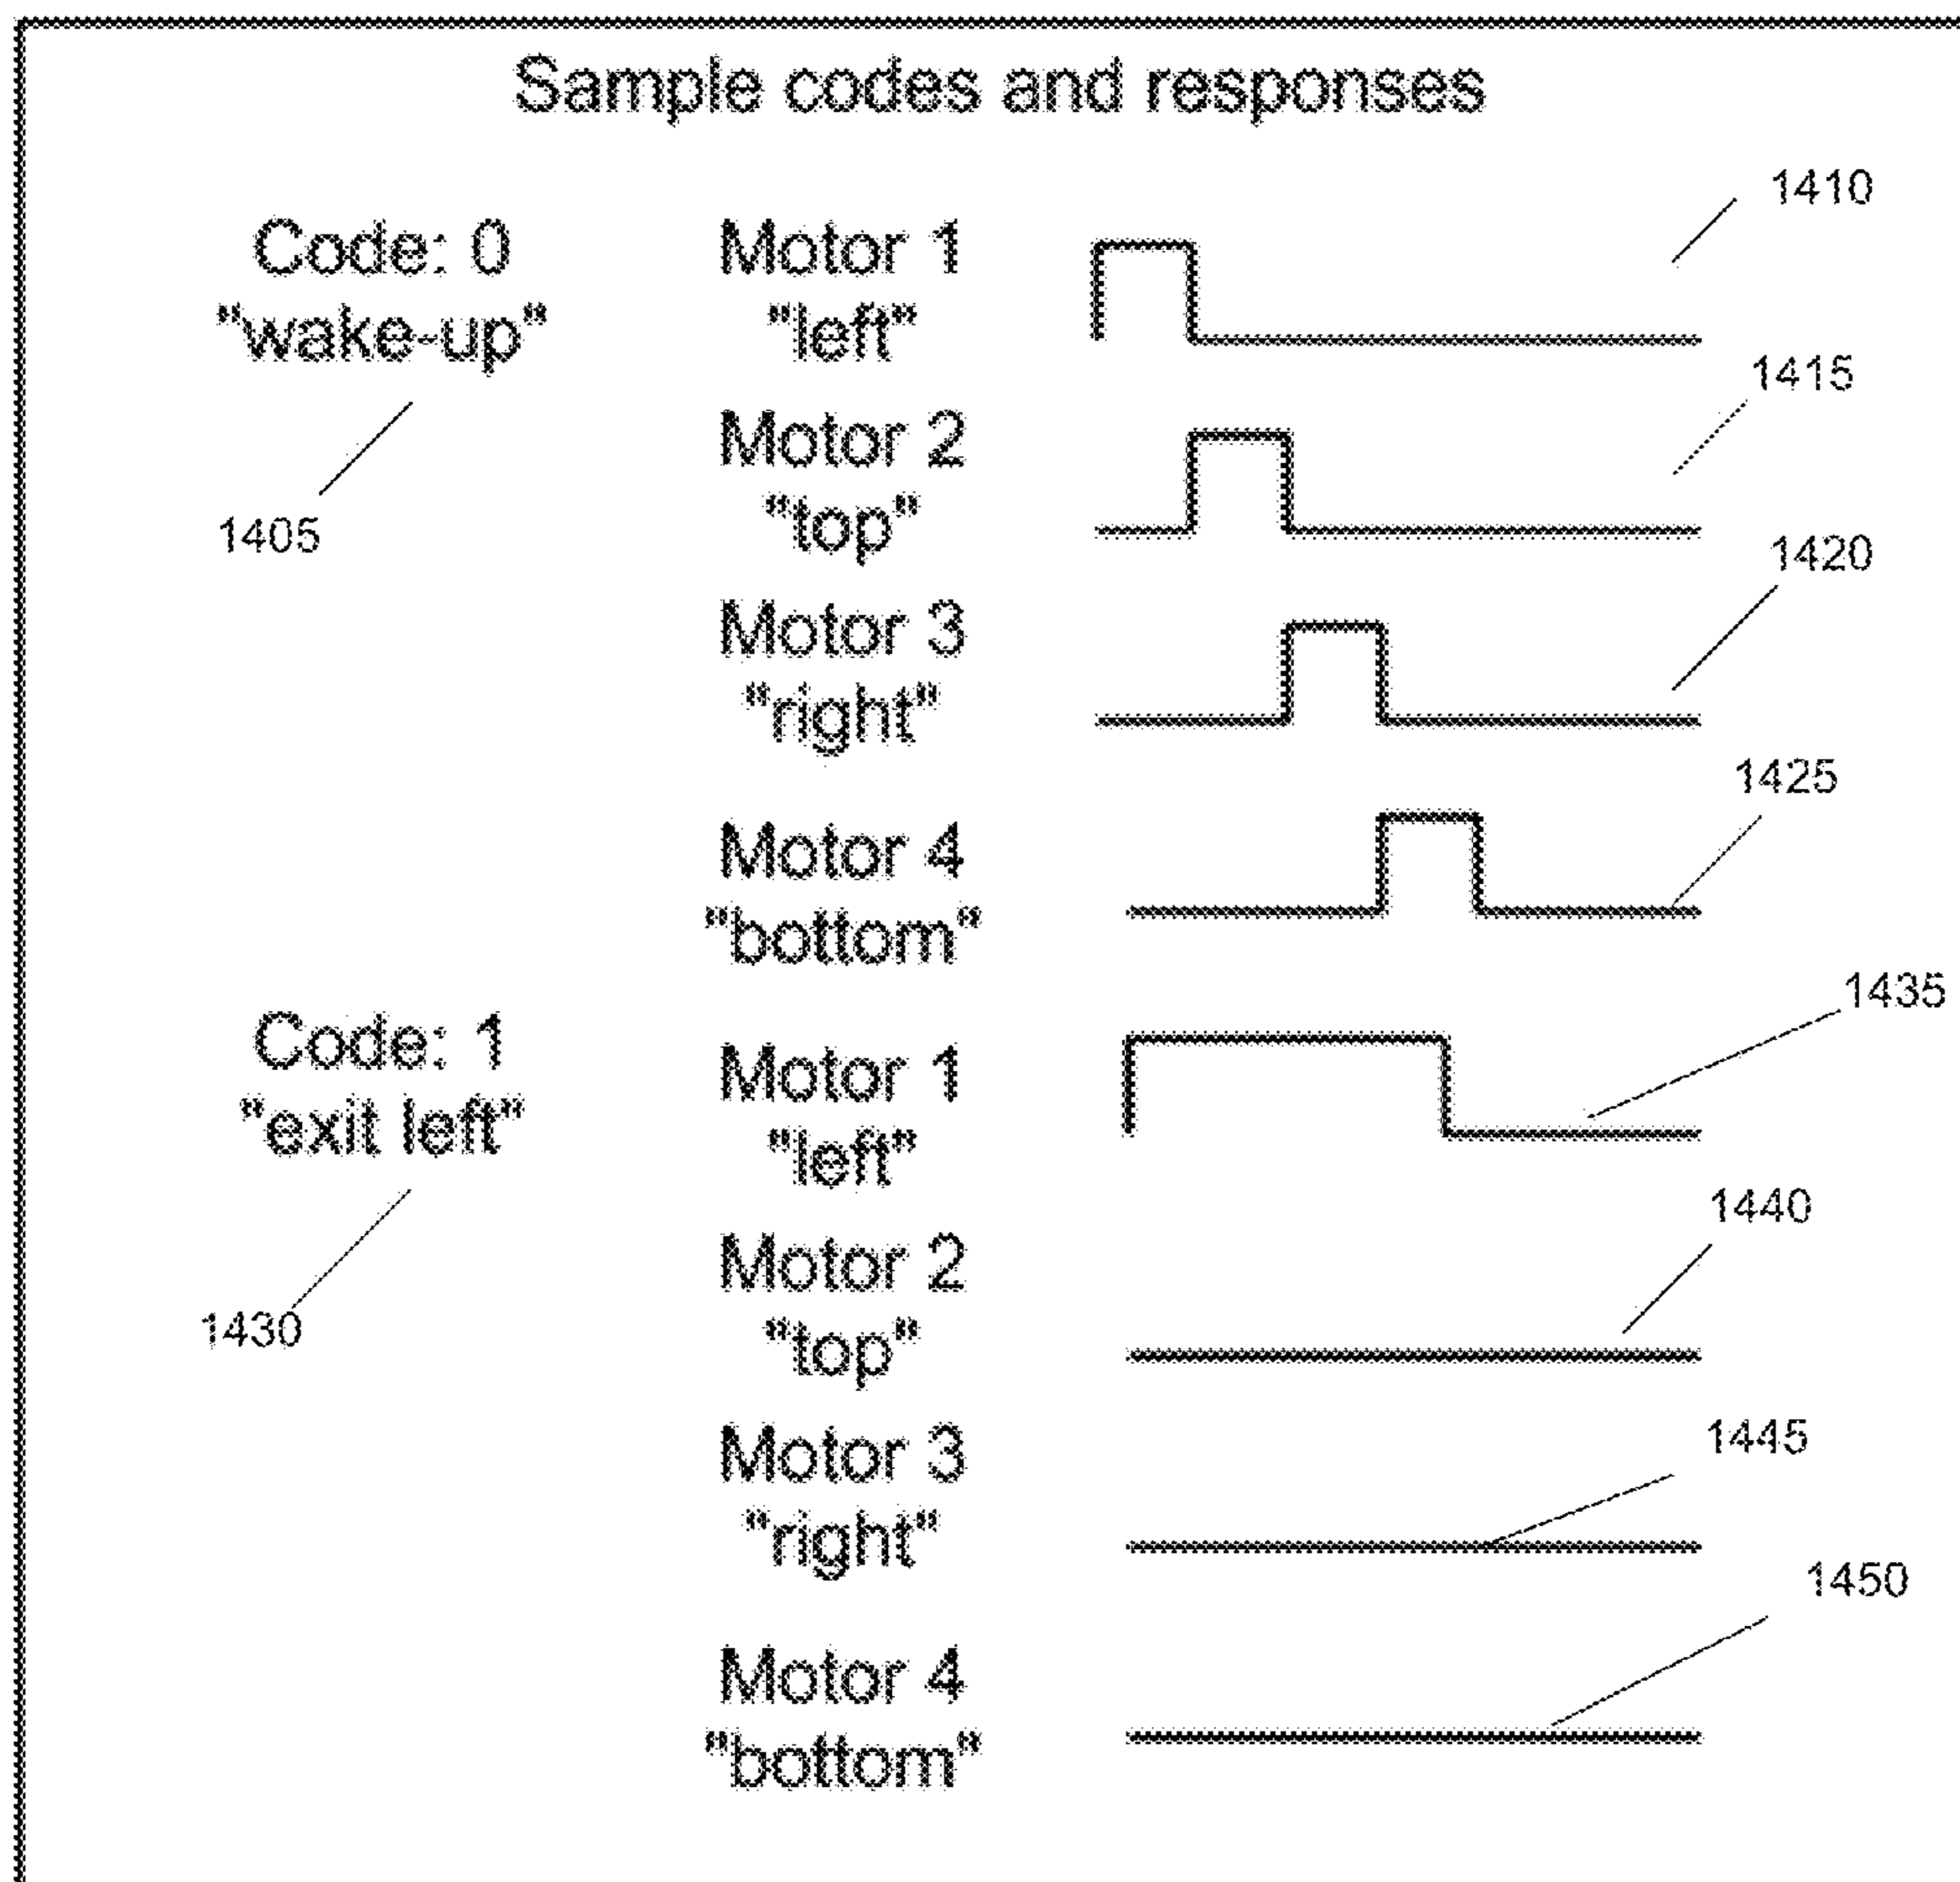 Sample codes and responses
1410
Code: 0
"wake-up"
Motor 1
"left"
1415
Motor 2
"top"
1405
1420
Motor 3
"right"
1425
Motor 4
"bottom"
1435
Code: 1
"exit left"
Motor 1
"left"
1440
Motor 2
"top"
1430
1445
Motor 3
"right"
1450
Motor 4
"bottom"